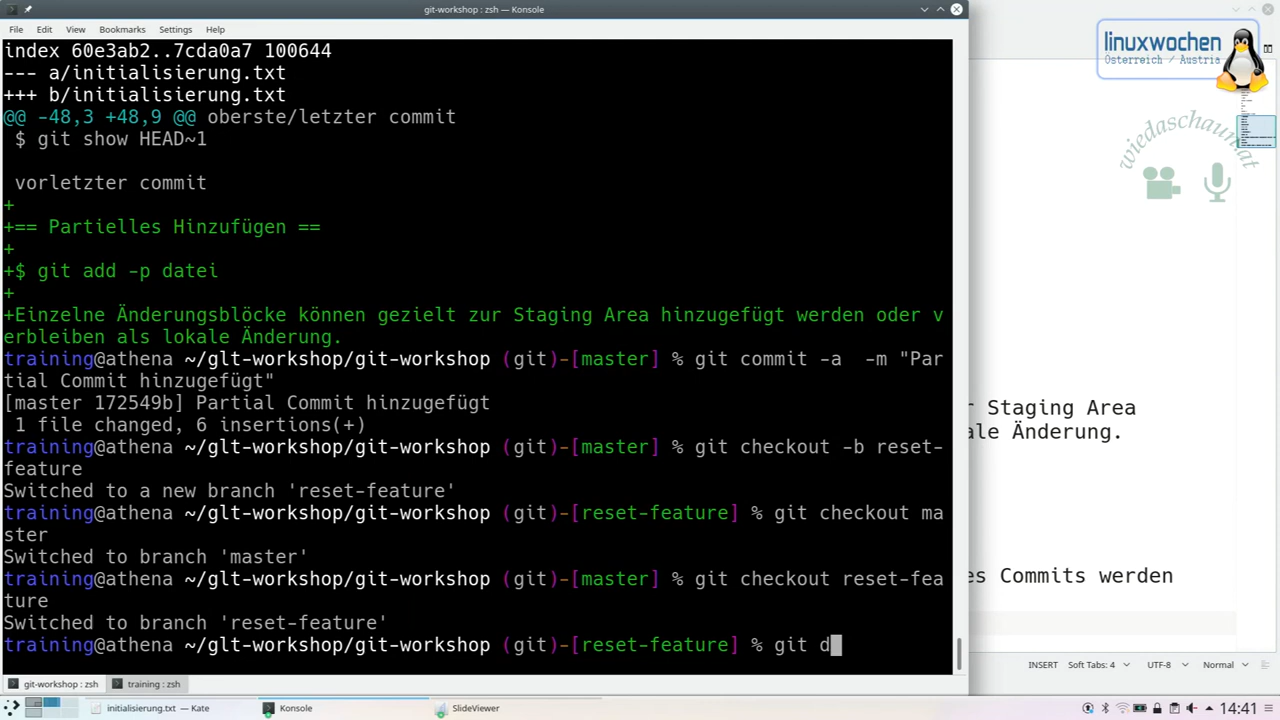 git-workshop : zsh — Konsole
File Edit View Bookmarks Settings Help
index 60e3ab2..7cda0a7 100644
--- a/initialisierung.txt
+++ b/initialisierung.txt
@@ -48,3 +48,9 @@ oberste/letzter commit
$ git show HEAD~1
vorletzter commit
+
+== Partielles Hinzufügen ==
+
+$ git add -p datei
+
+Einzelne Änderungsblöcke können gezielt zur Staging Area hinzugefügt werden oder v
erbleiben als lokale Änderung.
training@athena ~/glt-workshop/git-workshop (git)-[master] % git commit -a  -m "Par
tial Commit hinzugefügt"
[master 172549b] Partial Commit hinzugefügt
1 file changed, 6 insertions(+)
training@athena ~/glt-workshop/git-workshop (git)-[master] % git checkout -b reset-
feature
Switched to a new branch 'reset-feature'
training@athena ~/glt-workshop/git-workshop (git)-[reset-feature] % git checkout ma
ster
Switched to branch 'master'
training@athena ~/glt-workshop/git-workshop (git)-[master] % git checkout reset-fea
ture
Switched to branch 'reset-feature'
training@athena ~/glt-workshop/git-workshop (git)-[reset-feature] % git d
git-workshop : zsh training : zsh
linuxwochen
Österreich / Austria
wiedaschaun.at
r Staging Area
ale Änderung.
es Commits werden
INSERT Soft Tabs: 4 UTF-8 Normal
initialisierung.txt — Kate Konsole SlideViewer 14:41